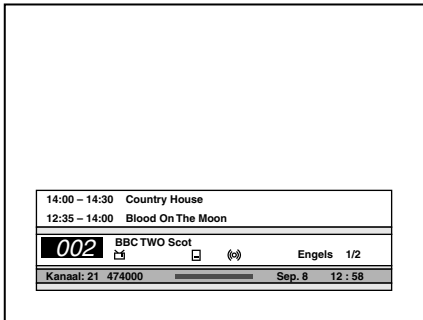 14:00 – 14:30 Country House
12:35 – 14:00 Blood On The Moon
002 BBC TWO Scot
Engels 1/2
Kanaal: 21 474000 Sep. 8 12 : 58